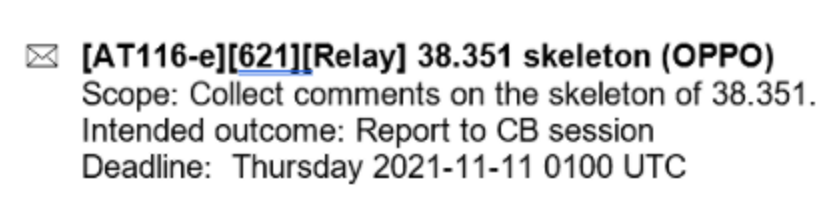 [AT116-e][621][Relay] 38.351 skeleton (OPPO)
Scope: Collect comments on the skeleton of 38.351.
Intended outcome: Report to CB session
Deadline: Thursday 2021-11-11 0100 UTC